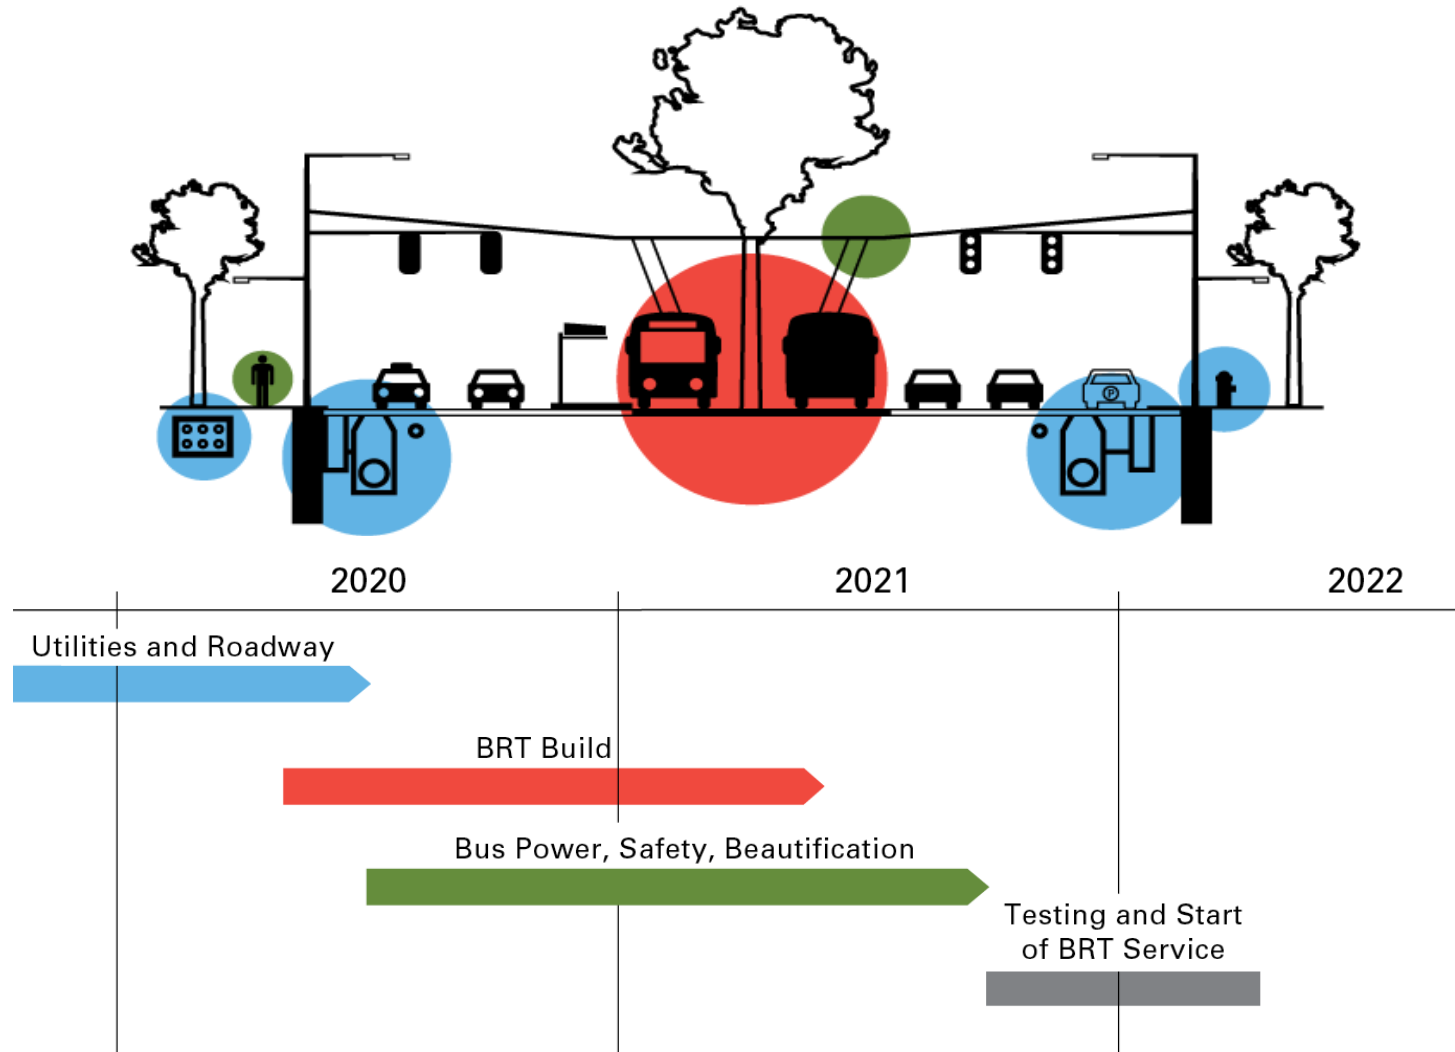 P
2020
2021
2022
Utilities and Roadway
BRT Build
Bus Power, Safety, Beautification
Testing and Start
of BRT Service